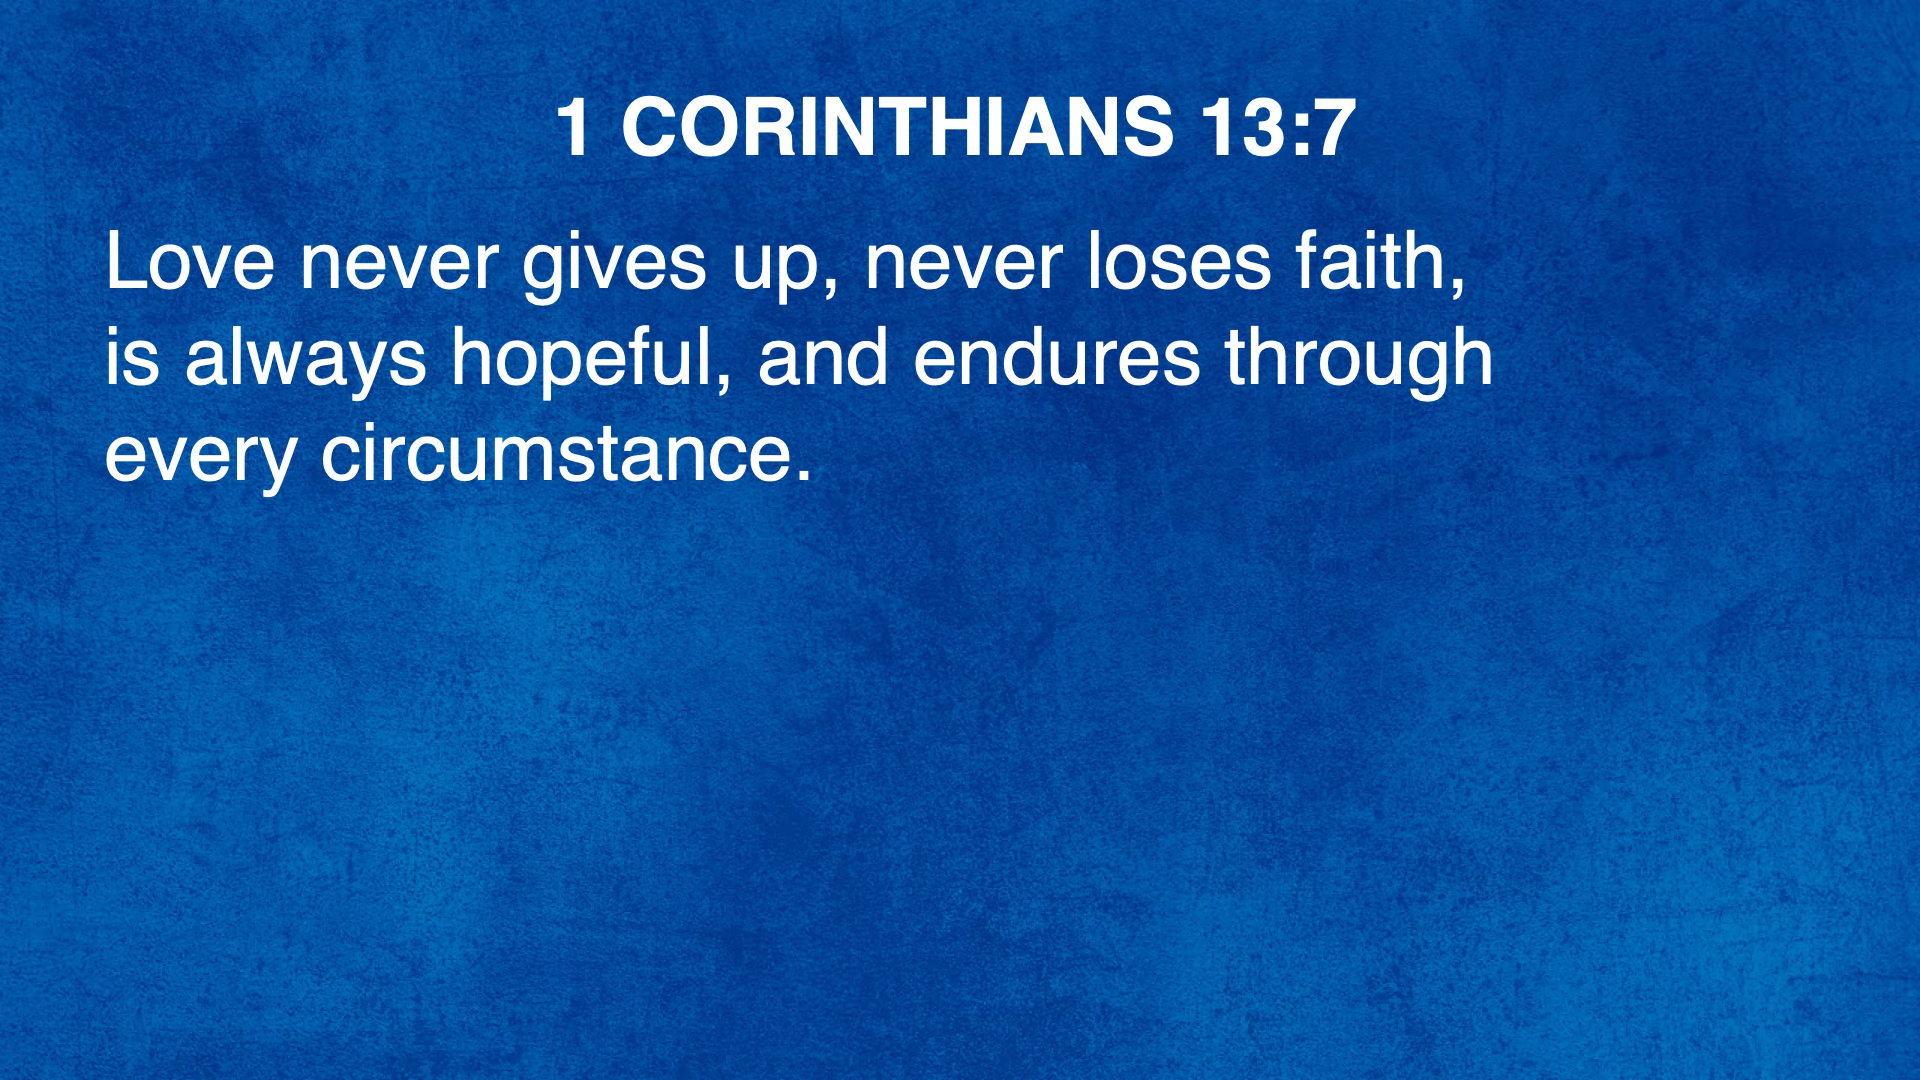 1 CORINTHIANS 13:7
Love never gives up, never loses faith,
is always hopeful, and endures through
every circumstance.